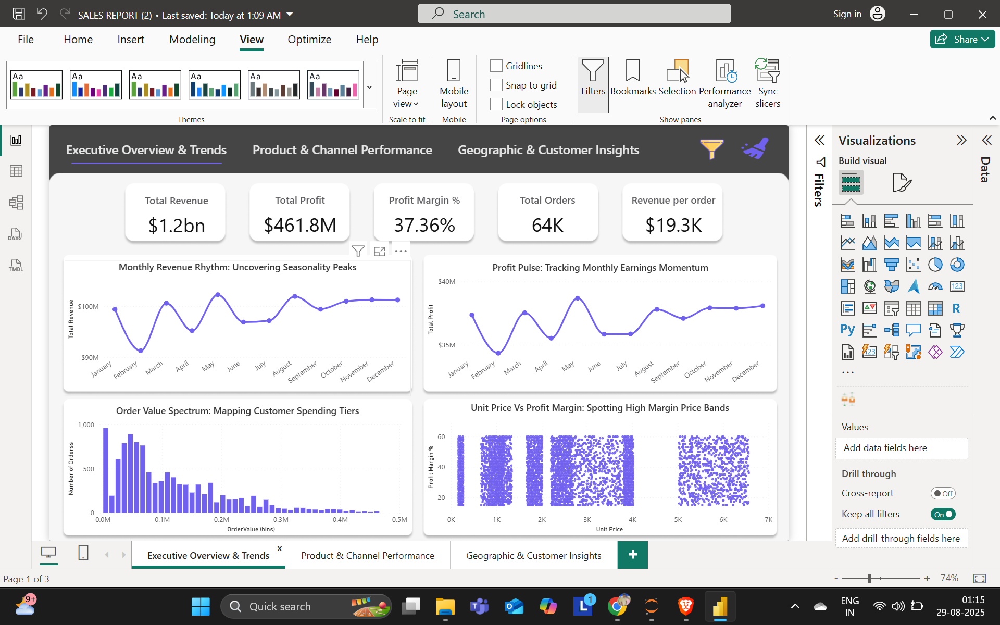 SALES REPORT (2) • Last saved: Today at 1:09 AM
Search
Sign in
File
Home
Insert
Modeling
View
Optimize
Help
Share
Aa
Aa
Aa
Aa
Aa
Aa
Themes
Page
view
Scale to fit
Mobile
layout
Mobile
Gridlines
Snap to grid
Lock objects
Page options
Filters
Bookmarks
Selection
Performance
analyzer
Sync
slicers
Show panes
DAX
TMDL
Executive Overview & Trends
Product & Channel Performance
Geographic & Customer Insights
Total Revenue
$1.2bn
Total Profit
$461.8M
Profit Margin %
37.36%
Total Orders
64K
Revenue per order
$19.3K
Monthly Revenue Rhythm: Uncovering Seasonality Peaks
Total Revenue
$100M
$90M
January
February
March
April
May
June
July
August
September
October
November
December
Profit Pulse: Tracking Monthly Earnings Momentum
Total Profit
$40M
$35M
January
February
March
April
May
June
July
August
September
October
November
December
Order Value Spectrum: Mapping Customer Spending Tiers
Number of Orderss
1,000
500
0
0.0M
0.1M
0.2M
0.3M
0.4M
0.5M
OrderValue (bins)
Unit Price Vs Profit Margin: Spotting High Margin Price Bands
Profit Margin %
60
40
20
0K
1K
2K
3K
4K
5K
6K
7K
Unit Price
Filters
Visualizations
Build visual
123
R
Py
123
Values
Add data fields here
Drill through
Cross-report
Off
Keep all filters
On
Add drill-through fields here
Data
Executive Overview & Trends
x
Product & Channel Performance
Geographic & Customer Insights
+
Page 1 of 3
-
+
74%
9+
Quick search
L
1
ENG
IN
01:15
29-08-2025